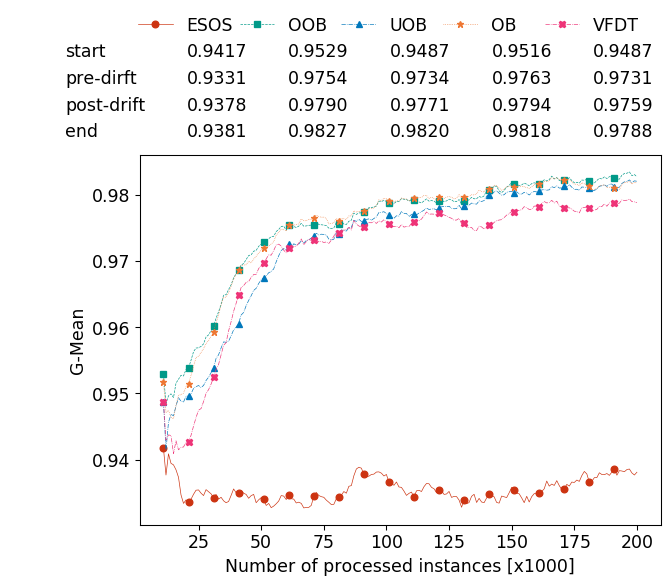 ESOS OOB UOB OB VFDT
start 0.9417 0.9529 0.9487 0.9516 0.9487
pre-dirft 0.9331 0.9754 0.9734 0.9763 0.9731
post-drift 0.9378 0.9790 0.9771 0.9794 0.9759
end 0.9381 0.9827 0.9820 0.9818 0.9788
0.98
0.97
0.96
0.95
0.94
G-Mean
25 50 75 100 125 150 175 200
Number of processed instances [x1000]